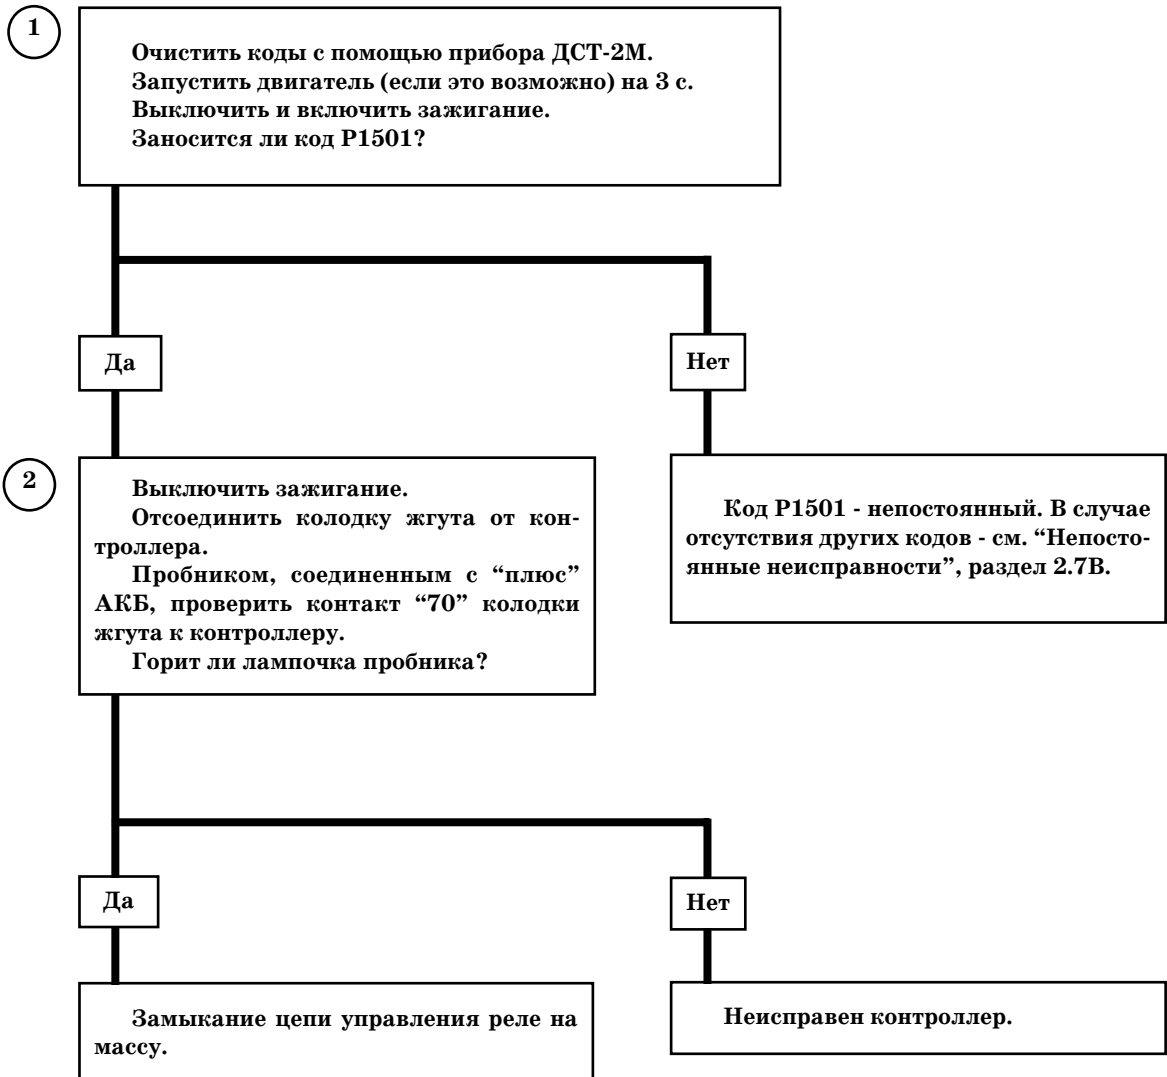 1
Очистить коды с помощью прибора ДСТ-2М.
Запустить двигатель (если это возможно) на 3 с.
Выключить и включить зажигание.
Заносится ли код Р1501?
Да
Нет
2
Выключить зажигание.
Отсоединить колодку жгута от кон-
троллера.
Пробником, соединенным с “плюс”
АКБ, проверить контакт “70” колодки
жгута к контроллеру.
Горит ли лампочка пробника?
Код Р1501 - непостоянный. В случае
отсутствия других кодов - см. “Непосто-
янные неисправности”, раздел 2.7В.
Да
Нет
Замыкание цепи управления реле на
массу.
Неисправен контроллер.